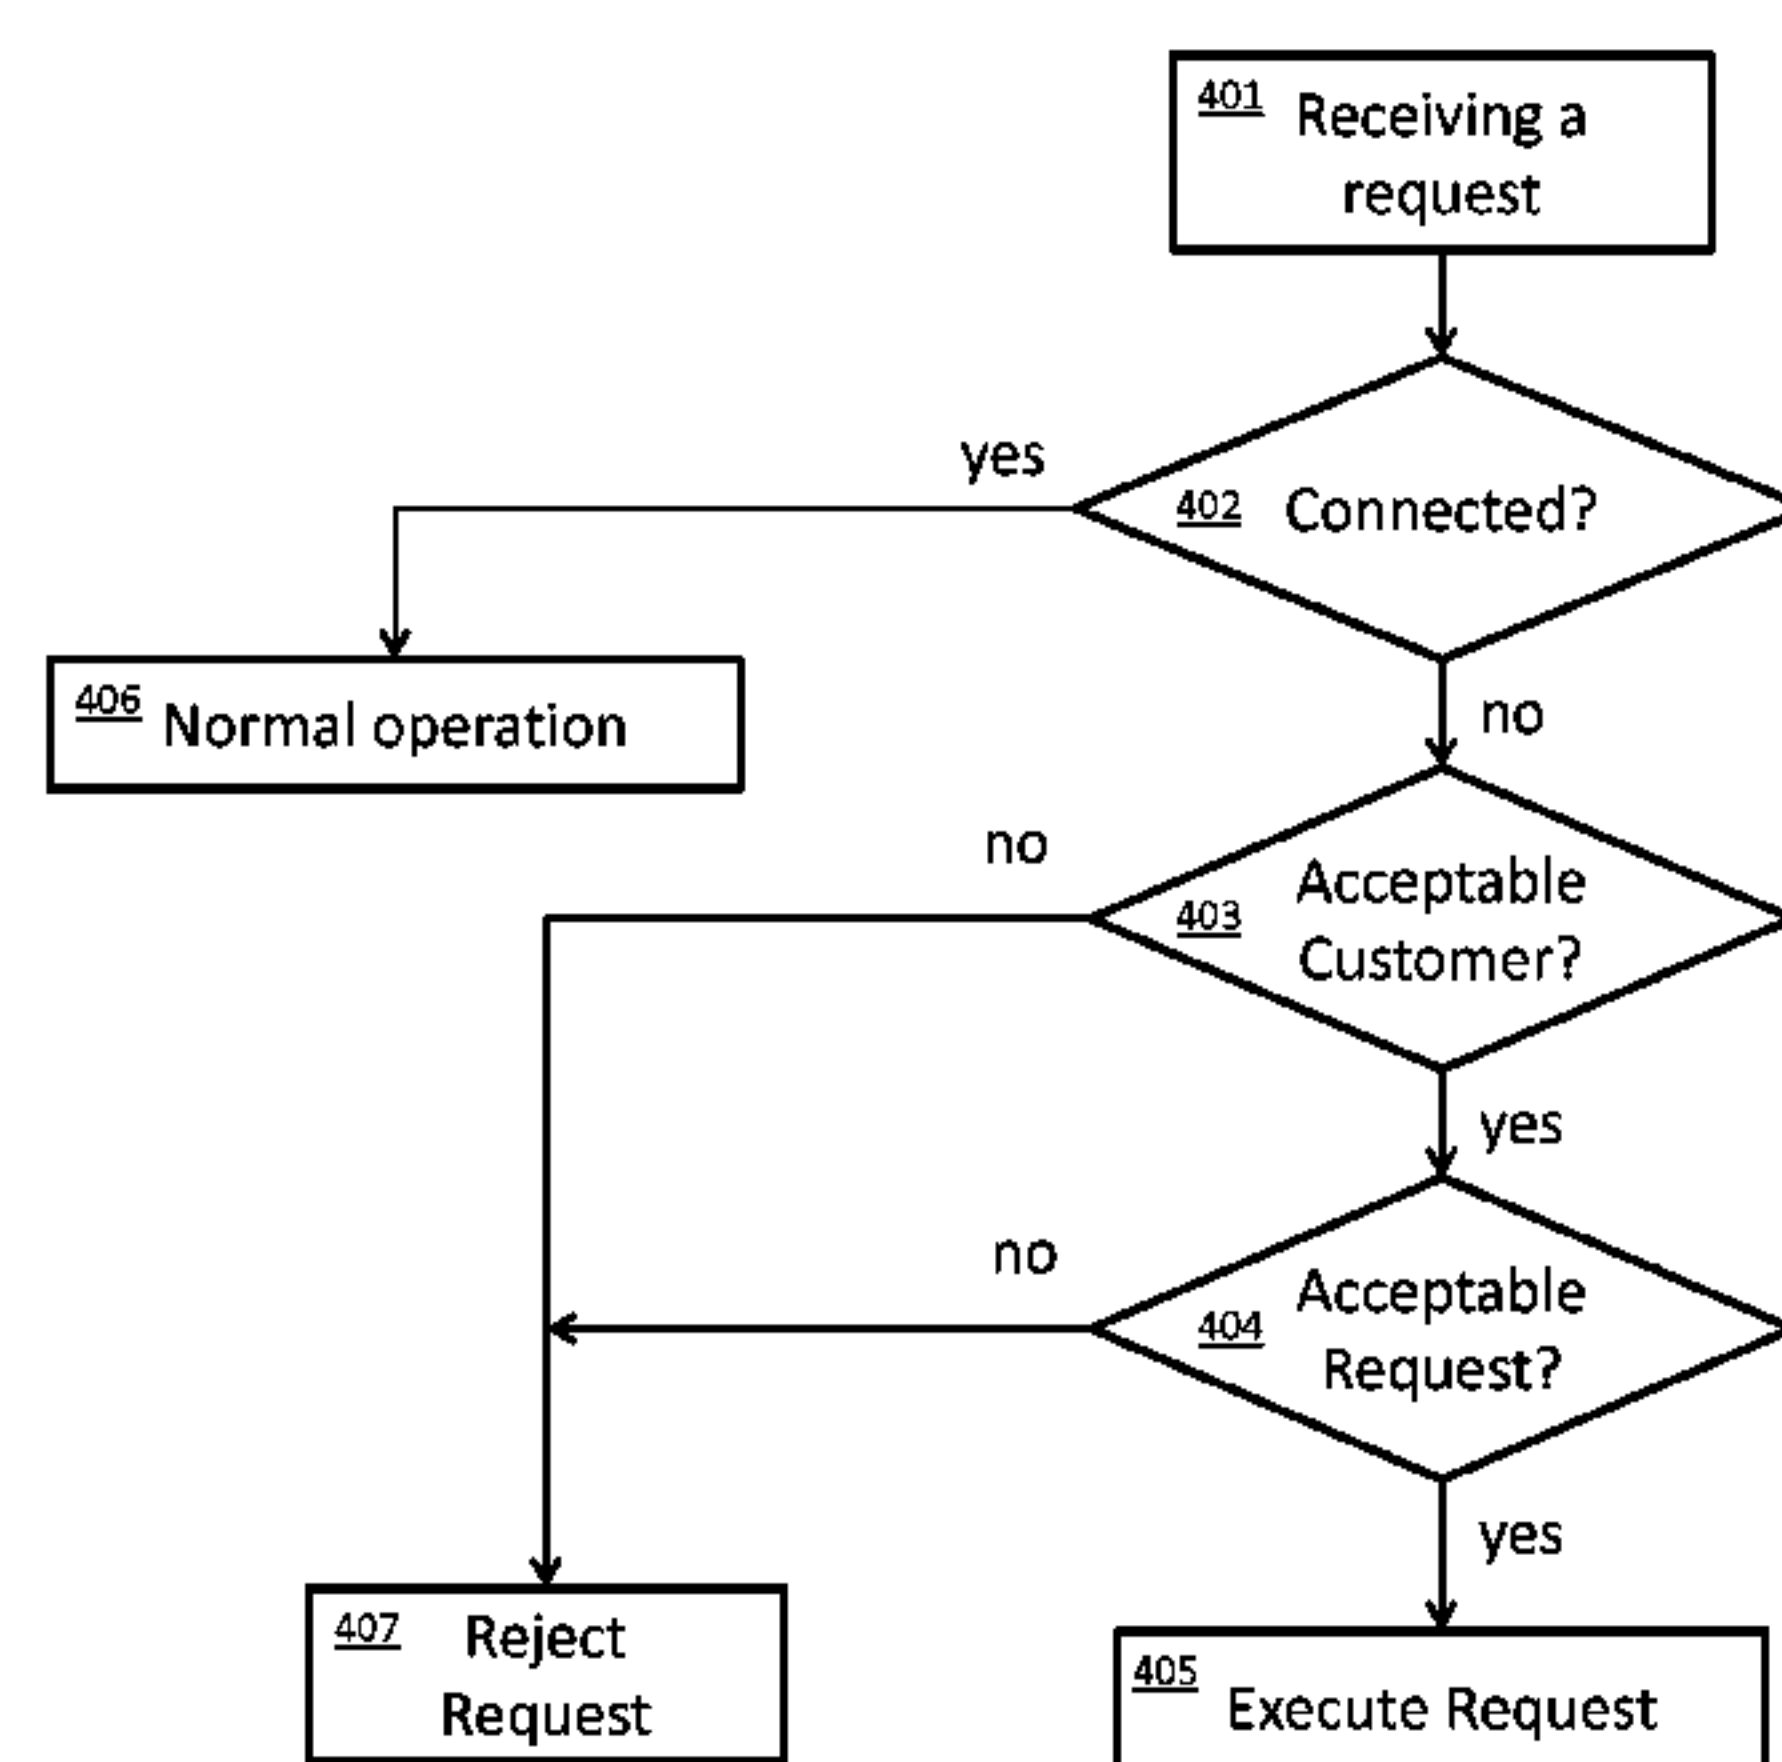 401 Receiving a
request
yes
402 Connected?
406 Normal operation
no
no
Acceptable
403
Customer?
yes
no
Acceptable
404
Request?
yes
407 Reject
Request
405
Execute Request